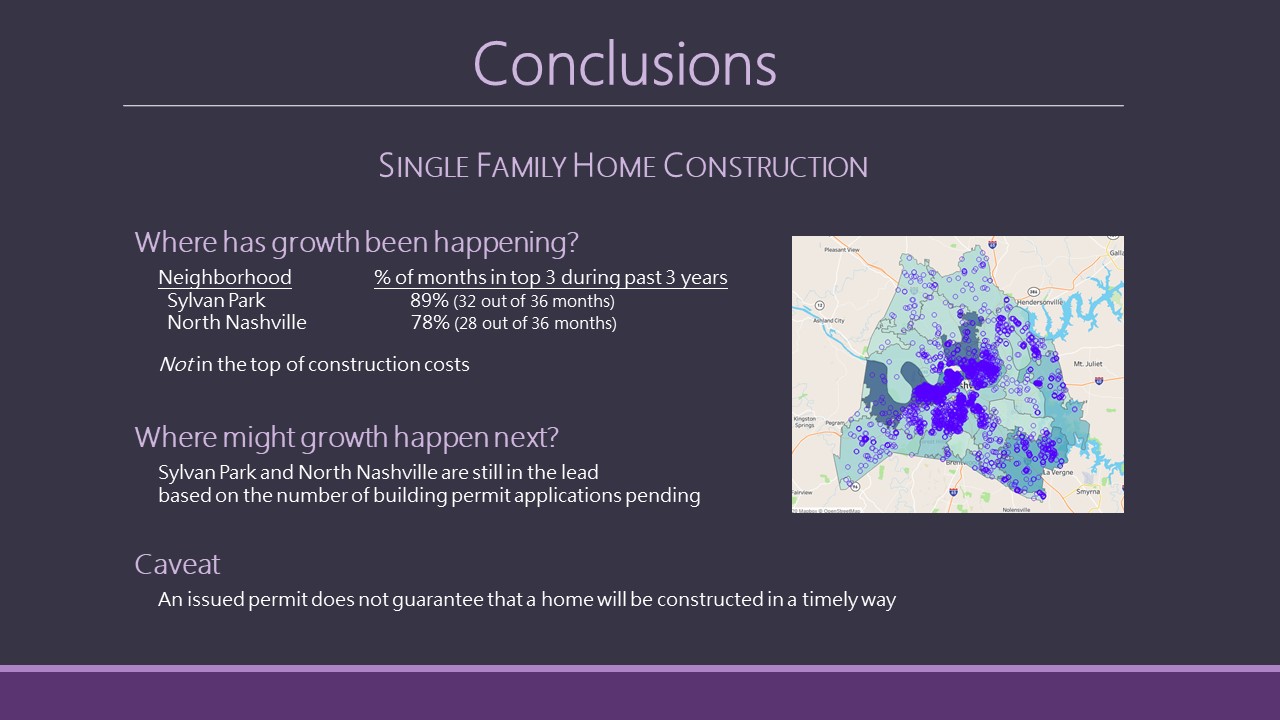 Conclusions
SINGLE FAMILY HOME CONSTRUCTION
Where has growth been happening?
Neighborhood % of months in top 3 during past 3 years
Sylvan Park 89% (32 out of 36 months)
North Nashville 78% (28 out of 36 months)
Not in the top of construction costs
Where might growth happen next?
Sylvan Park and North Nashville are still in the lead
based on the number of building permit applications pending
Caveat
An issued permit does not guarantee that a home will be constructed in a timely way
Pleasant View
Galla
Hendersonville
Ashland City
Mt. Juliet
Kingston
Springs
Pegram
Brent
La Vergne
Smyrna
Fairview
Nolensville
Mapbox © OpenStreetMap